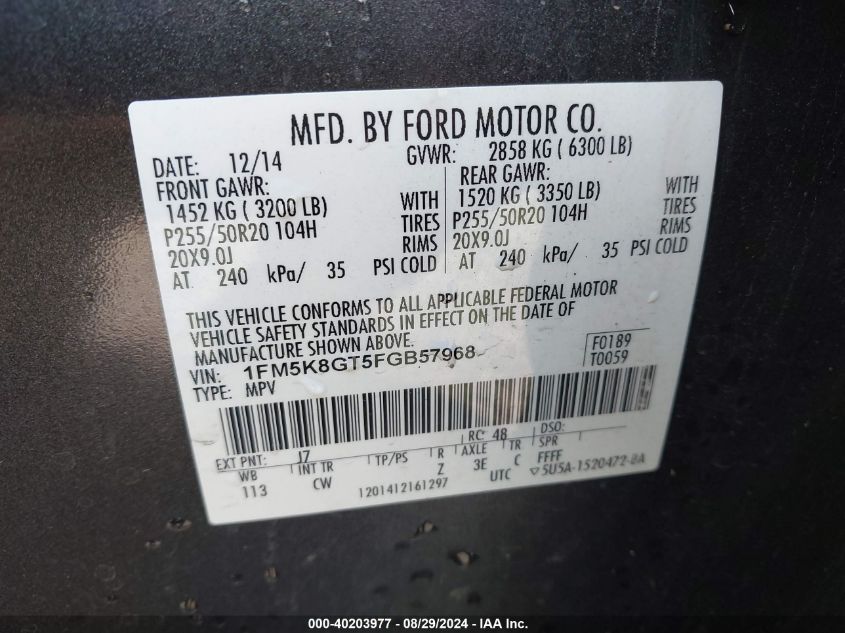 MFD. BY FORD MOTOR CO.
DATE: 12/14 GVWR: 2858 KG ( 6300 LB)
FRONT GAWR: REAR GAWR:
1452 KG ( 3200 LB) WITH 1520 KG ( 3350 LB) WITH
P255/50R20 104H TIRES P255/50R20 104H TIRES
20X9.0J RIMS 20X9.0J RIMS
AT 240 kPa/ 35 PSI COLD AT 240 kPa/ 35 PSI COLD
THIS VEHICLE CONFORMS TO ALL APPLICABLE FEDERAL MOTOR
VEHICLE SAFETY STANDARDS IN EFFECT ON THE DATE OF
MANUFACTURE SHOWN ABOVE.
VIN: 1FM5K8GT5FGB57968 F0189
TYPE: MPV T0059
EXT PNT: J7 RC: 48 DSO:
WB INT TR TP/PS R AXLE TR SPR
113 CW Z 3E C FFFF
1201412161297 UTC ▽5U5A-1520472-BA
000-40203977 - 08/29/2024 - IAA Inc.